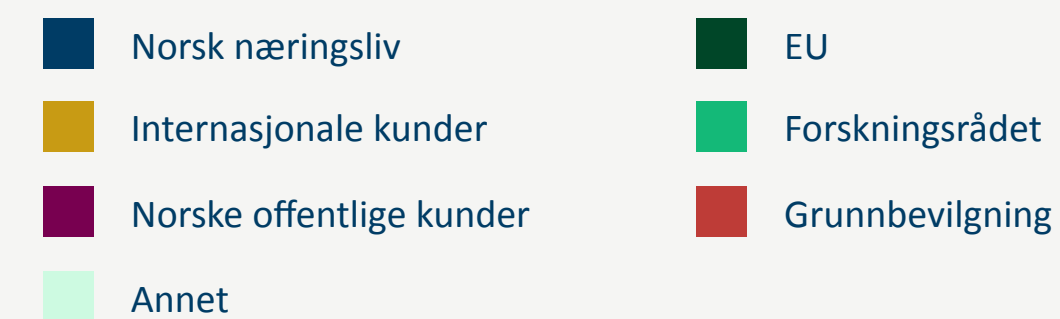 Norsk næringsliv
Internasjonale kunder
Norske offentlige kunder
Annet
EU
Forskningsrådet
Grunnbevilgning